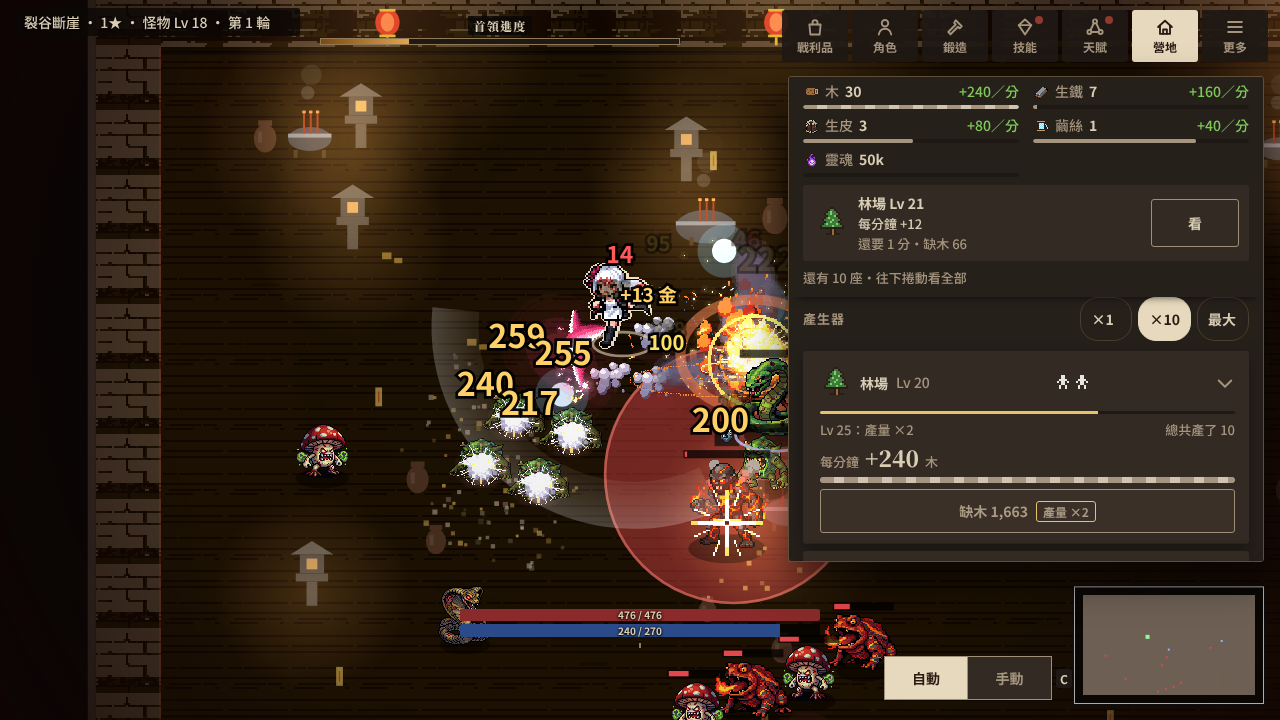 裂谷斷崖 · 1★ · 怪物 Lv 18 · 第 1 輪
首領進度
戰利品
角色
鍛造
技能
天賦
營地
更多
木 30 +240／分
生鐵 7 +160／分
生皮 3 +80／分
繭絲 1 +40／分
靈魂 50k
林場 Lv 21
每分鐘 +12
還要 1 分·缺木 66
看
還有 10 座·往下捲動看全部
產生器
×1
×10
最大
林場 Lv 20
Lv 25：產量 ×2
總共產了 10
每分鐘 +240 木
缺木 1,663 產量 ×2
14
95
+13 金
100
259
255
240
217
200
476 / 476
240 / 270
自動
手動
C